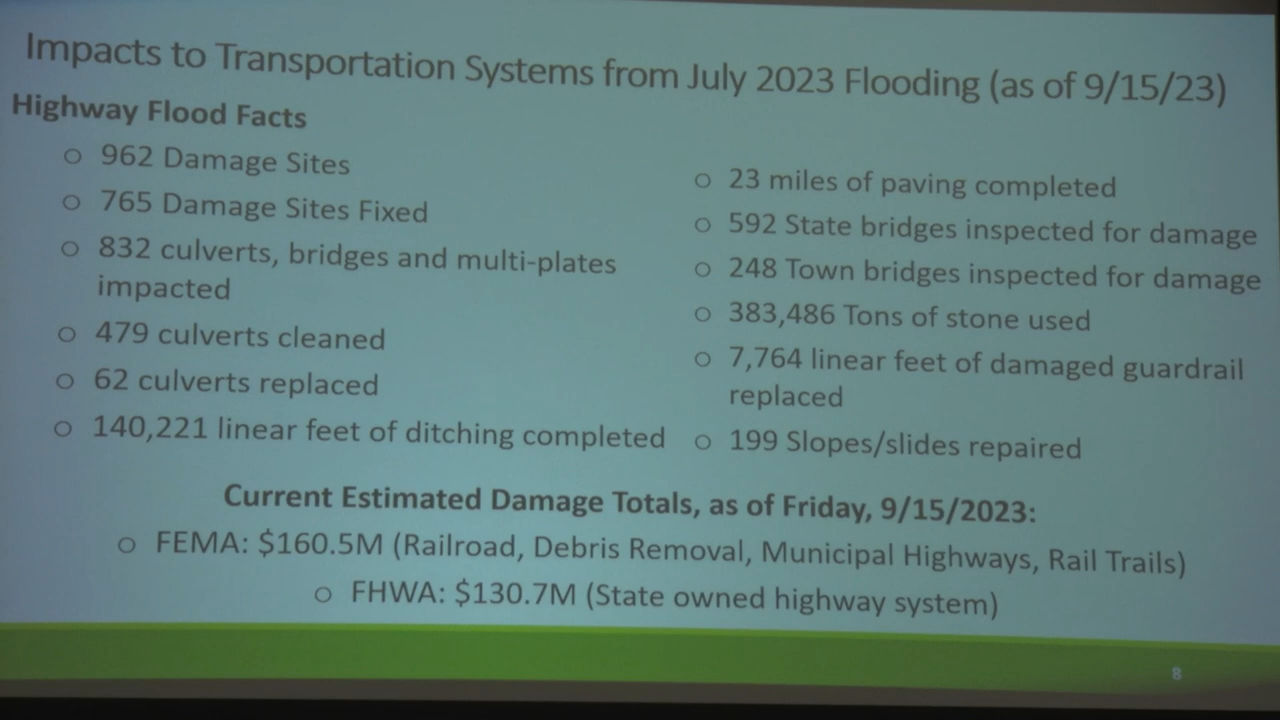 Impacts to Transportation Systems from July 2023 Flooding (as of 9/15/23)
Highway Flood Facts
○ 962 Damage Sites
○ 765 Damage Sites Fixed
○ 832 culverts, bridges and multi-plates
impacted
○ 479 culverts cleaned
○ 62 culverts replaced
○ 140,221 linear feet of ditching completed
○ 23 miles of paving completed
○ 592 State bridges inspected for damage
○ 248 Town bridges inspected for damage
○ 383,486 Tons of stone used
○ 7,764 linear feet of damaged guardrail
replaced
○ 199 Slopes/slides repaired
Current Estimated Damage Totals, as of Friday, 9/15/2023:
○ FEMA: $160.5M (Railroad, Debris Removal, Municipal Highways, Rail Trails)
○ FHWA: $130.7M (State owned highway system)
8